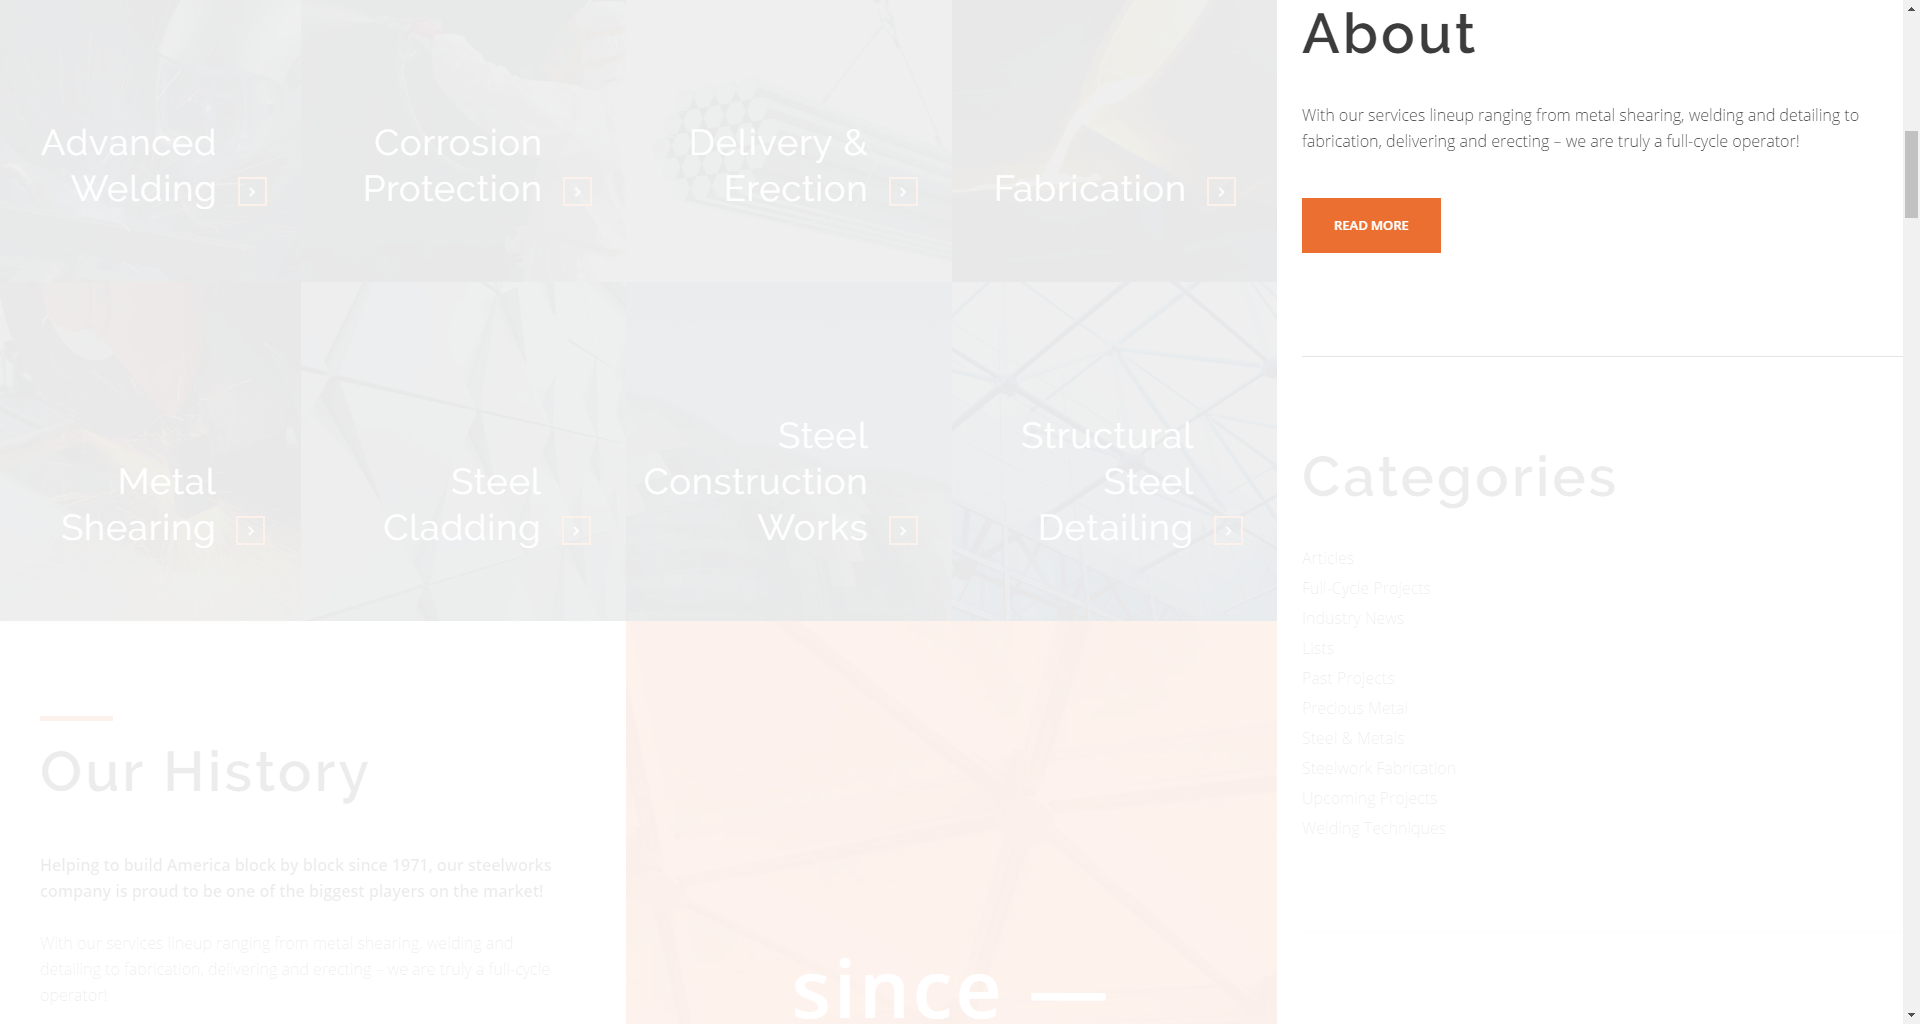 Advanced
Welding
Corrosion
Protection
Delivery &
Erection
Fabrication
Metal
Shearing
Steel
Cladding
Steel
Construction
Works
Structural
Steel
Detailing
Our History
Helping to build America block by block since 1971, our steelworks
company is proud to be one of the biggest players on the market!
With our services lineup ranging from metal shearing, welding and
detailing to fabrication, delivering and erecting – we are truly a full-cycle
operator!
since —
About
With our services lineup ranging from metal shearing, welding and detailing to
fabrication, delivering and erecting – we are truly a full-cycle operator!
READ MORE
Categories
Articles
Full-Cycle Projects
Industry News
Lists
Past Projects
Precious Metal
Steel & Metals
Steelwork Fabrication
Upcoming Projects
Welding Techniques